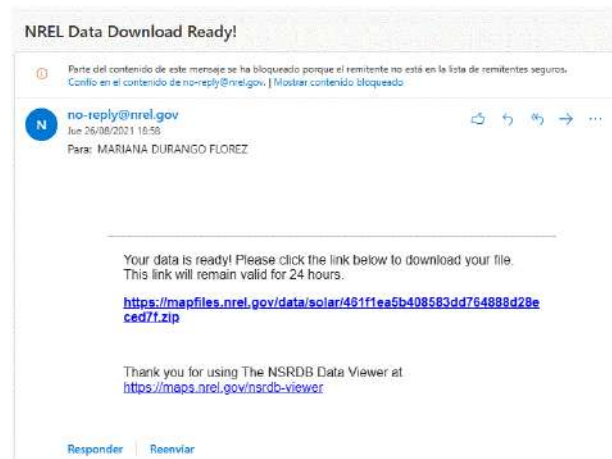 NREL Data Download Ready!
Parte del contenido de este mensaje se ha bloqueado porque el remitente no está en la lista de remitentes seguros.
Confío en el contenido de no-reply@nrel.gov. | Mostrar contenido bloqueado
N
no-reply@nrel.gov
Jue 26/08/2021 18:58
Para: MARIANA DURANGO FLOREZ
Your data is ready! Please click the link below to download your file.
This link will remain valid for 24 hours.
https://mapfiles.nrel.gov/data/solar/461f1ea5b408583dd764888d28e
ced7f.zip
Thank you for using The NSRDB Data Viewer at
https://maps.nrel.gov/nsrdb-viewer
Responder | Reenviar